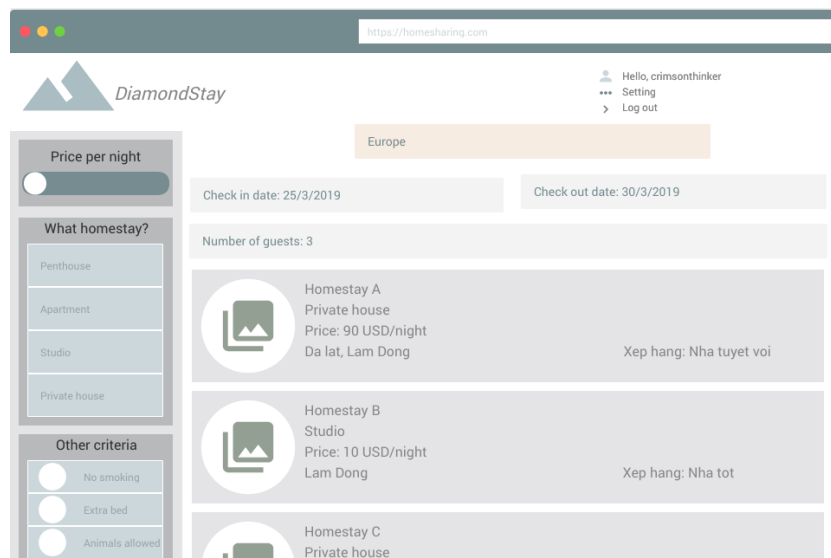 https://homesharing.com
DiamondStay
Hello, crimsonthinker
Setting
Log out
Europe
Price per night
Check in date: 25/3/2019
Check out date: 30/3/2019
What homestay?
Penthouse
Apartment
Studio
Private house
Number of guests: 3
Homestay A
Private house
Price: 90 USD/night
Da lat, Lam Dong
Xep hang: Nha tuyet voi
Homestay B
Studio
Price: 10 USD/night
Lam Dong
Xep hang: Nha tot
Other criteria
No smoking
Extra bed
Animals allowed
Homestay C
Private house